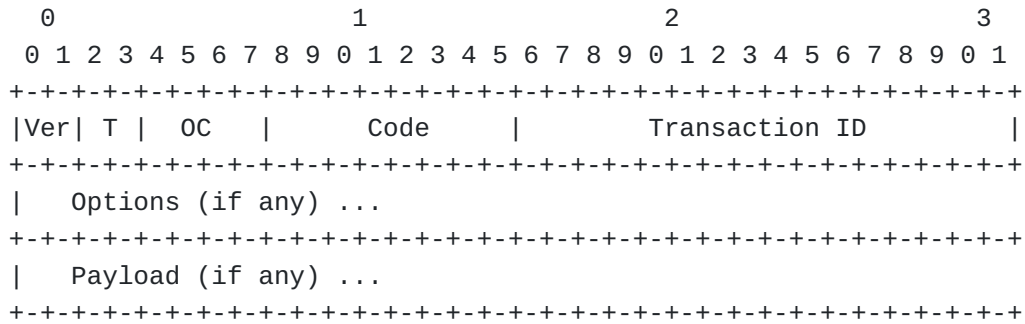 0                   1                   2                   3
0 1 2 3 4 5 6 7 8 9 0 1 2 3 4 5 6 7 8 9 0 1 2 3 4 5 6 7 8 9 0 1
+-+-+-+-+-+-+-+-+-+-+-+-+-+-+-+-+-+-+-+-+-+-+-+-+-+-+-+-+-+-+-+-+
|Ver| T |  OC   |      Code     |        Transaction ID         |
+-+-+-+-+-+-+-+-+-+-+-+-+-+-+-+-+-+-+-+-+-+-+-+-+-+-+-+-+-+-+-+-+
|   Options (if any) ...
+-+-+-+-+-+-+-+-+-+-+-+-+-+-+-+-+-+-+-+-+-+-+-+-+-+-+-+-+-+-+-+-+
|   Payload (if any) ...
+-+-+-+-+-+-+-+-+-+-+-+-+-+-+-+-+-+-+-+-+-+-+-+-+-+-+-+-+-+-+-+-+